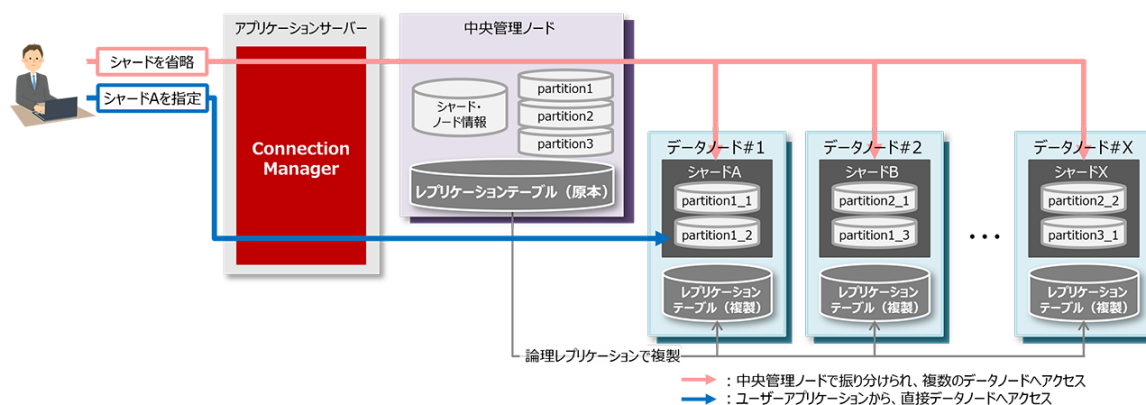 アプリケーションサーバー
中央管理ノード
シャードを省略
シャードAを指定
Connection
Manager
シャード・
ノード情報
partition1
partition2
partition3
レプリケーションテーブル（原本）
データノード#1
シャードA
partition1_1
partition1_2
レプリケーション
テーブル（複製）
データノード#2
シャードB
partition2_1
partition1_3
レプリケーション
テーブル（複製）
・・・
データノード#X
シャードX
partition2_2
partition3_1
レプリケーション
テーブル（複製）
論理レプリケーションで複製
：中央管理ノードで振り分けられ、複数のデータノードへアクセス
：ユーザーアプリケーションから、直接データノードへアクセス